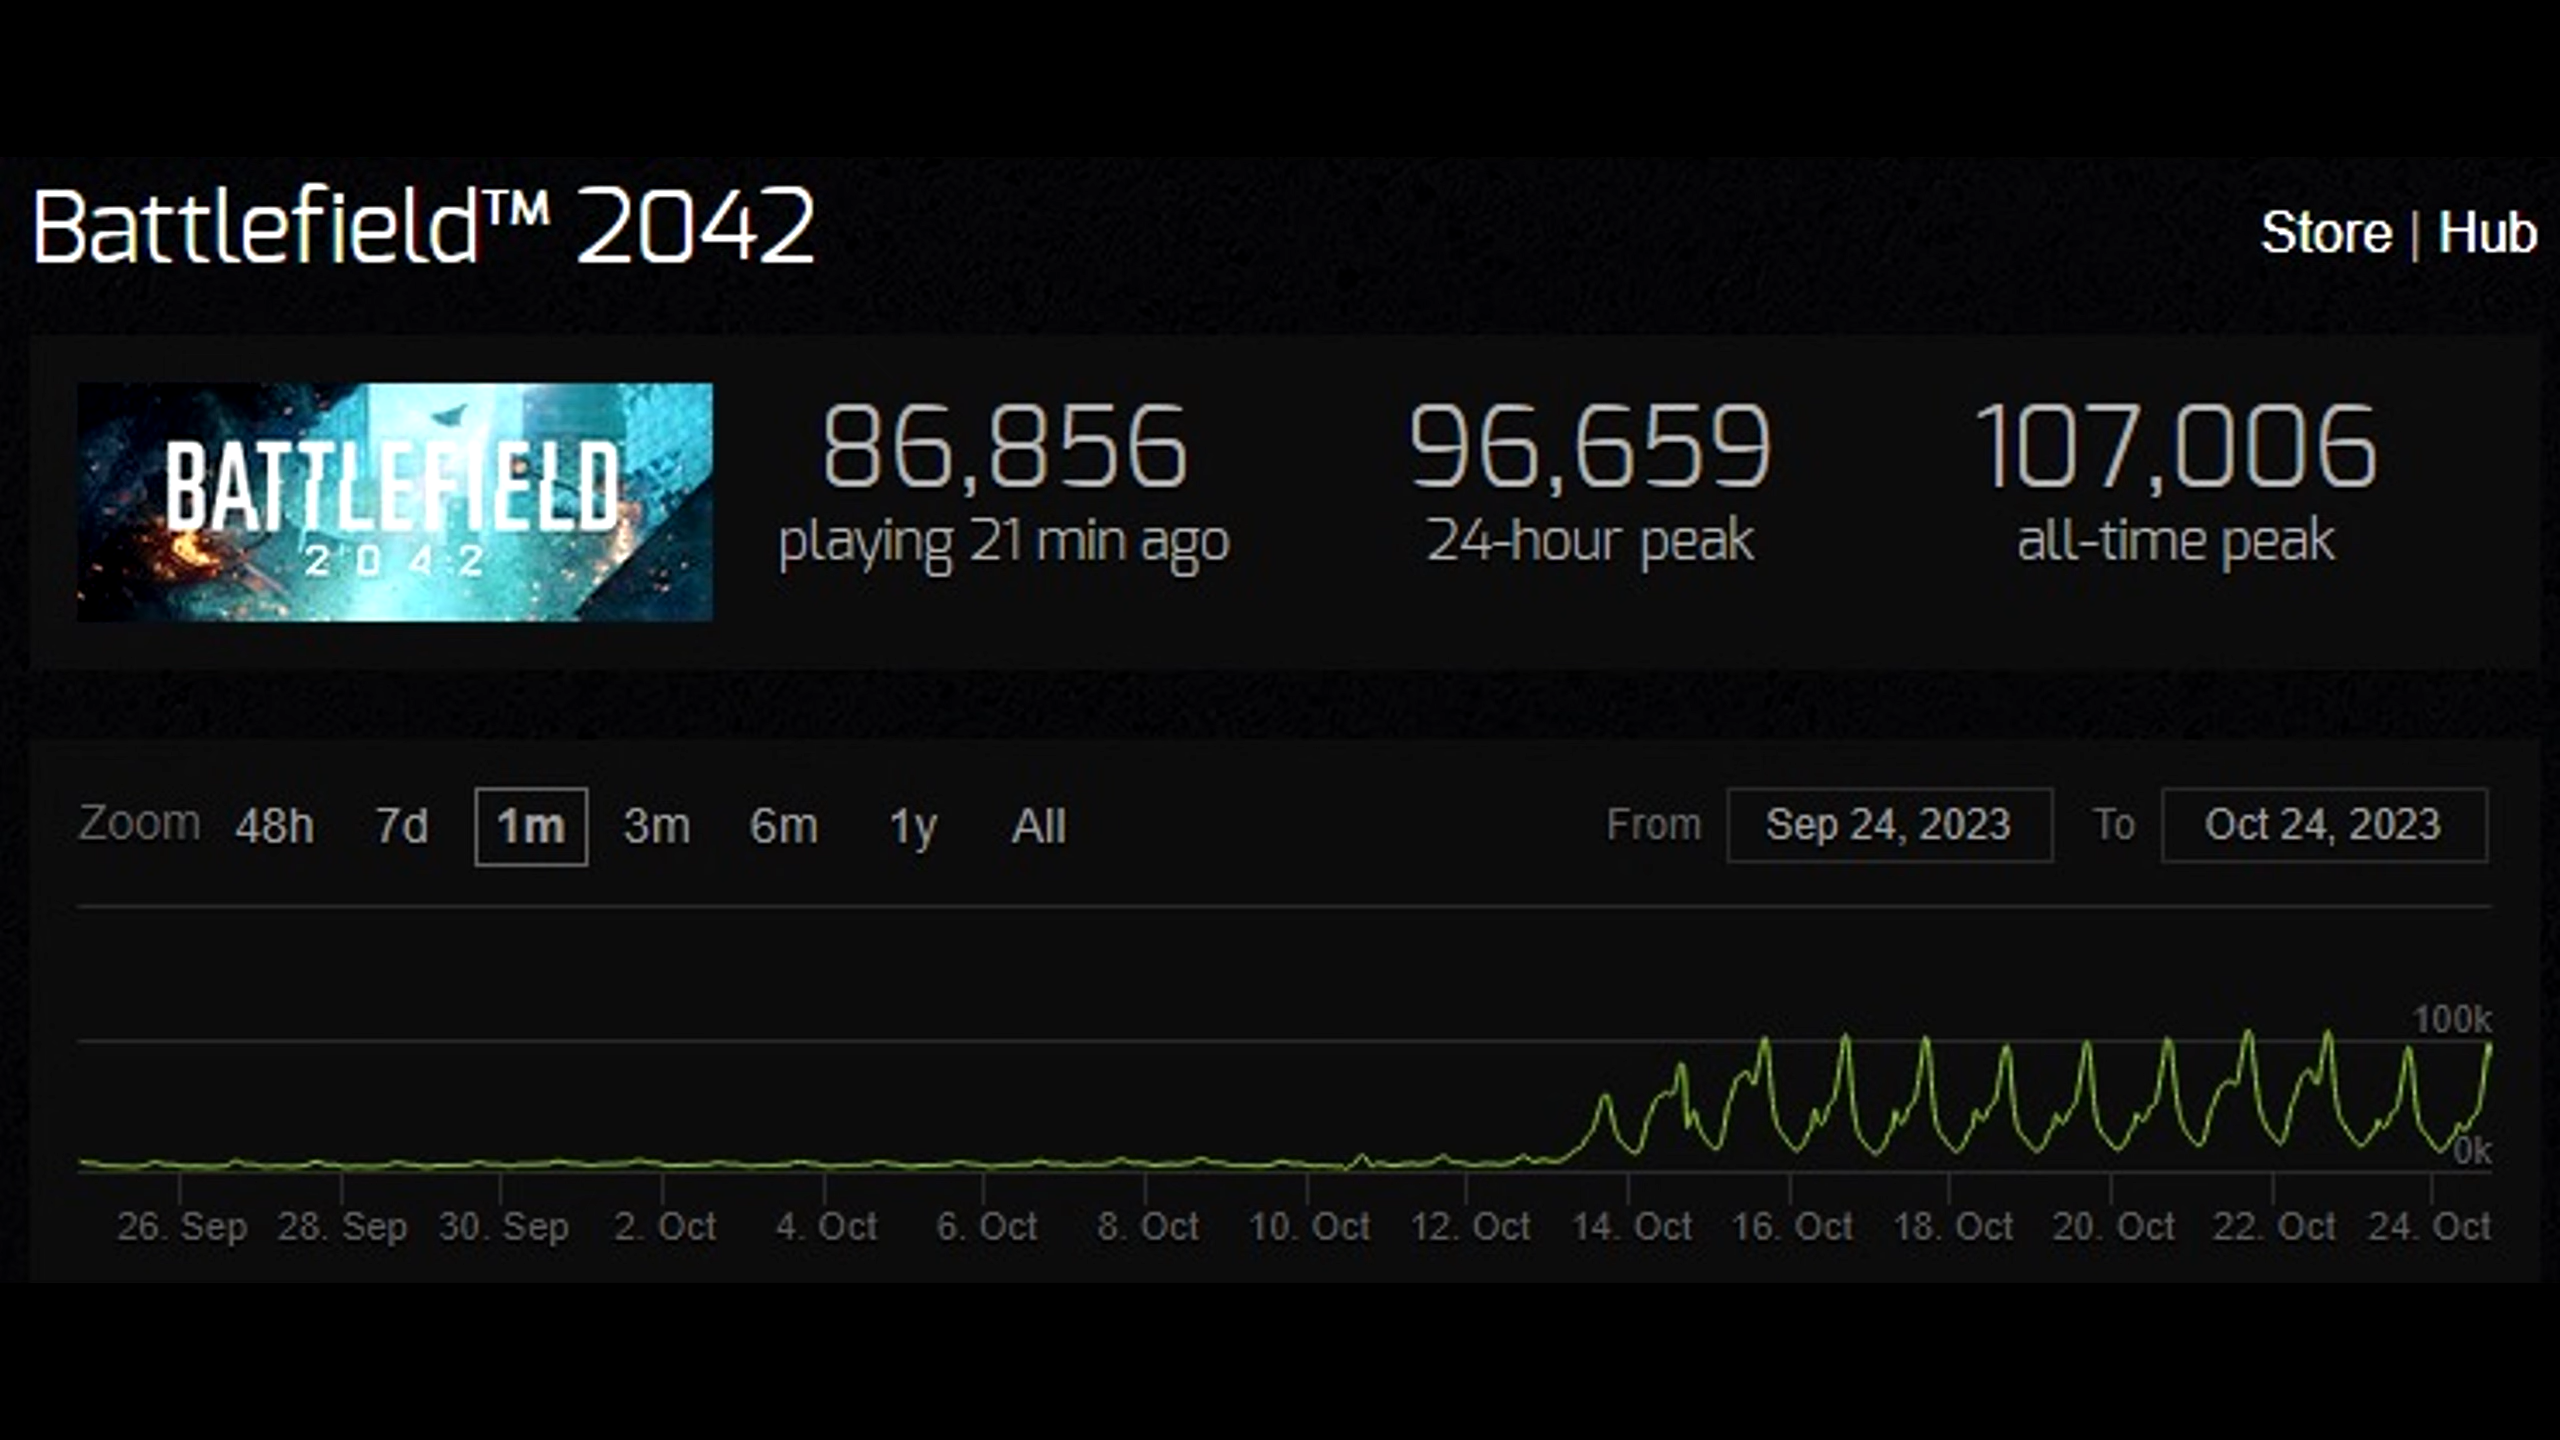 Battlefield™ 2042
Store | Hub
BATTLEFIELD
2042
86,856
playing 21 min ago
96,659
24-hour peak
107,006
all-time peak
Zoom 48h 7d 1m 3m 6m 1y All
From Sep 24, 2023 To Oct 24, 2023
100k
0k
26. Sep 28. Sep 30. Sep 2. Oct 4. Oct 6. Oct 8. Oct 10. Oct 12. Oct 14. Oct 16. Oct 18. Oct 20. Oct 22. Oct 24. Oct